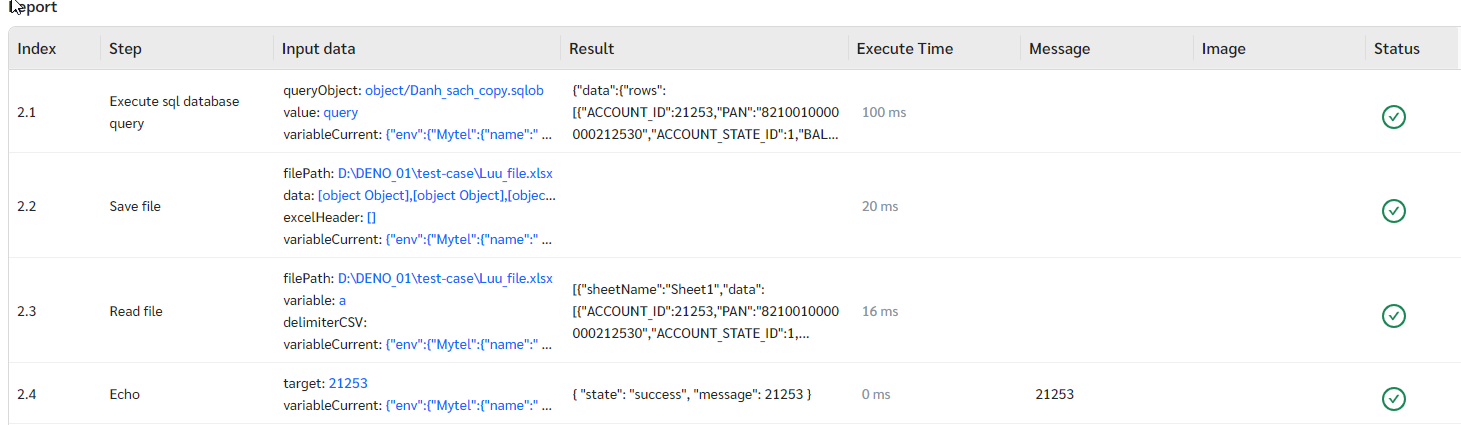 Report
Index Step Input data Result Execute Time Message Image Status
2.1
Execute sql database
query
queryObject: object/Danh_sach_copy.sqlob
value: query
variableCurrent: {"env":{"Mytel":{"name":" ...
{"data":{"rows":
[{"ACCOUNT_ID":21253,"PAN":"8210010000
000212530","ACCOUNT_STATE_ID":1,"BAL...
100 ms
2.2
Save file
filePath: D:\DENO_01\test-case\Luu_file.xlsx
data: [object Object],[object Object],[objec...
excelHeader: []
variableCurrent: {"env":{"Mytel":{"name":" ...
20 ms
2.3
Read file
filePath: D:\DENO_01\test-case\Luu_file.xlsx
variable: a
delimiterCSV:
variableCurrent: {"env":{"Mytel":{"name":" ...
[{"sheetName":"Sheet1","data":
[{"ACCOUNT_ID":21253,"PAN":"8210010000
000212530","ACCOUNT_STATE_ID":1,...
16 ms
2.4
Echo
target: 21253
variableCurrent: {"env":{"Mytel":{"name":" ...
{ "state": "success", "message": 21253 }
0 ms
21253